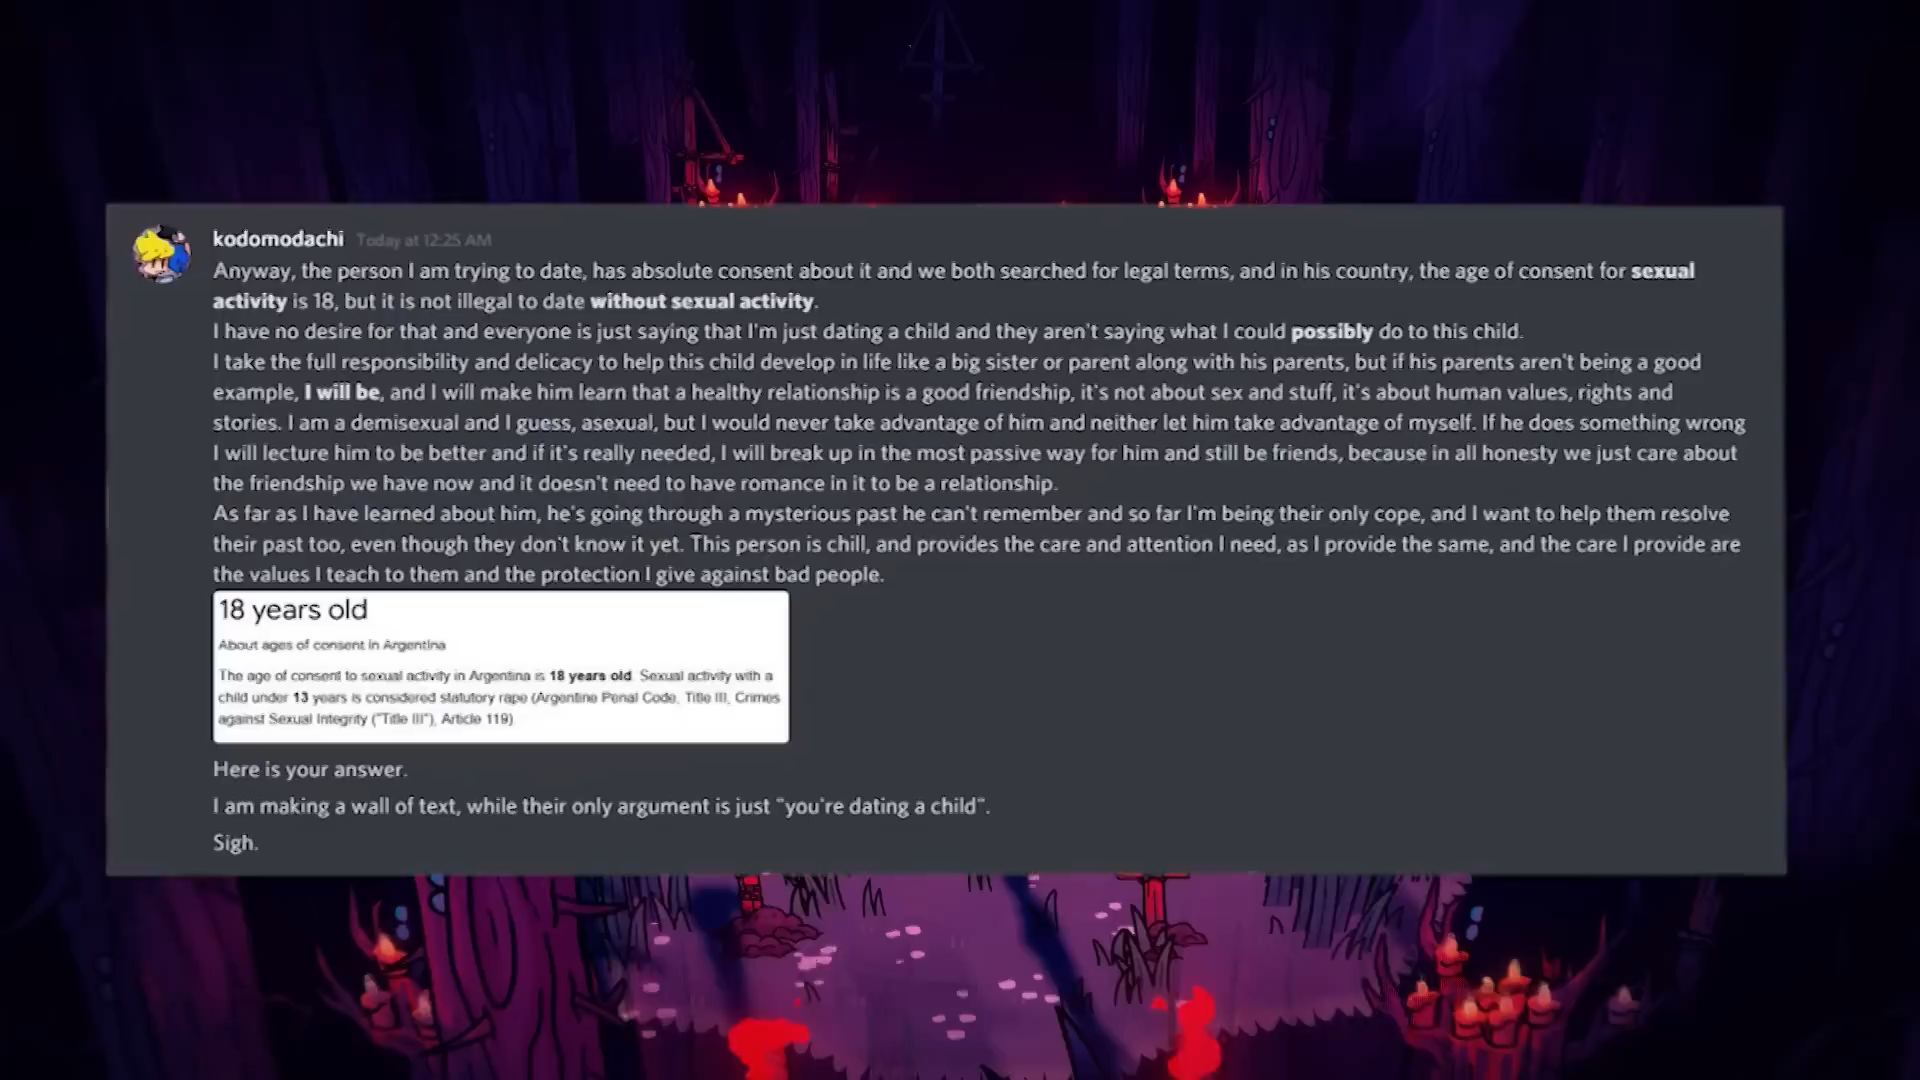 kodomodachi Today at 12:25 AM
Anyway, the person I am trying to date, has absolute consent about it and we both searched for legal terms, and in his country, the age of consent for sexual
activity is 18, but it is not illegal to date without sexual activity.
I have no desire for that and everyone is just saying that I'm just dating a child and they aren't saying what I could possibly do to this child.
I take the full responsibility and delicacy to help this child develop in life like a big sister or parent along with his parents, but if his parents aren't being a good
example, I will be, and I will make him learn that a healthy relationship is a good friendship, it's not about sex and stuff, it's about human values, rights and
stories. I am a demisexual and I guess, asexual, but I would never take advantage of him and neither let him take advantage of myself. If he does something wrong
I will lecture him to be better and if it's really needed, I will break up in the most passive way for him and still be friends, because in all honesty we just care about
the friendship we have now and it doesn't need to have romance in it to be a relationship.
As far as I have learned about him, he's going through a mysterious past he can't remember and so far I'm being their only cope, and I want to help them resolve
their past too, even though they don't know it yet. This person is chill, and provides the care and attention I need, as I provide the same, and the care I provide are
the values I teach to them and the protection I give against bad people.
18 years old
About ages of consent in Argentina
The age of consent to sexual activity in Argentina is 18 years old. Sexual activity with a
child under 13 years is considered statutory rape (Argentine Penal Code, Title III, Crimes
against Sexual Integrity ("Title III"), Article 119)
Here is your answer.
I am making a wall of text, while their only argument is just "you're dating a child".
Sigh.